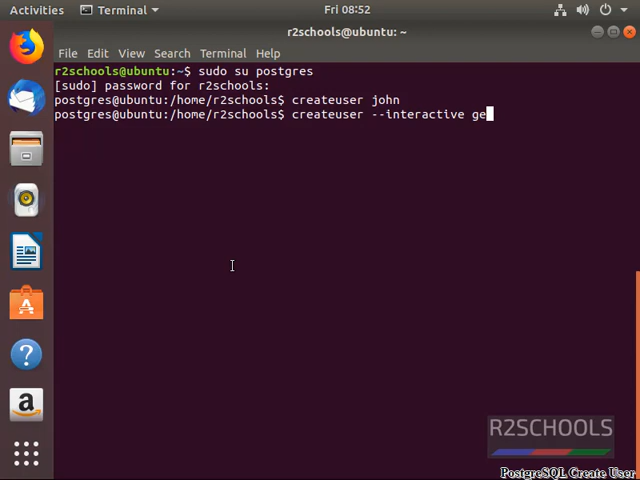 Activities Terminal Fri 08:52
r2schools@ubuntu: ~
File Edit View Search Terminal Help
r2schools@ubuntu:~$ sudo su postgres
[sudo] password for r2schools:
postgres@ubuntu:/home/r2schools$ createuser john
postgres@ubuntu:/home/r2schools$ createuser --interactive ge
R2SCHOOLS
PostgreSQL Create User